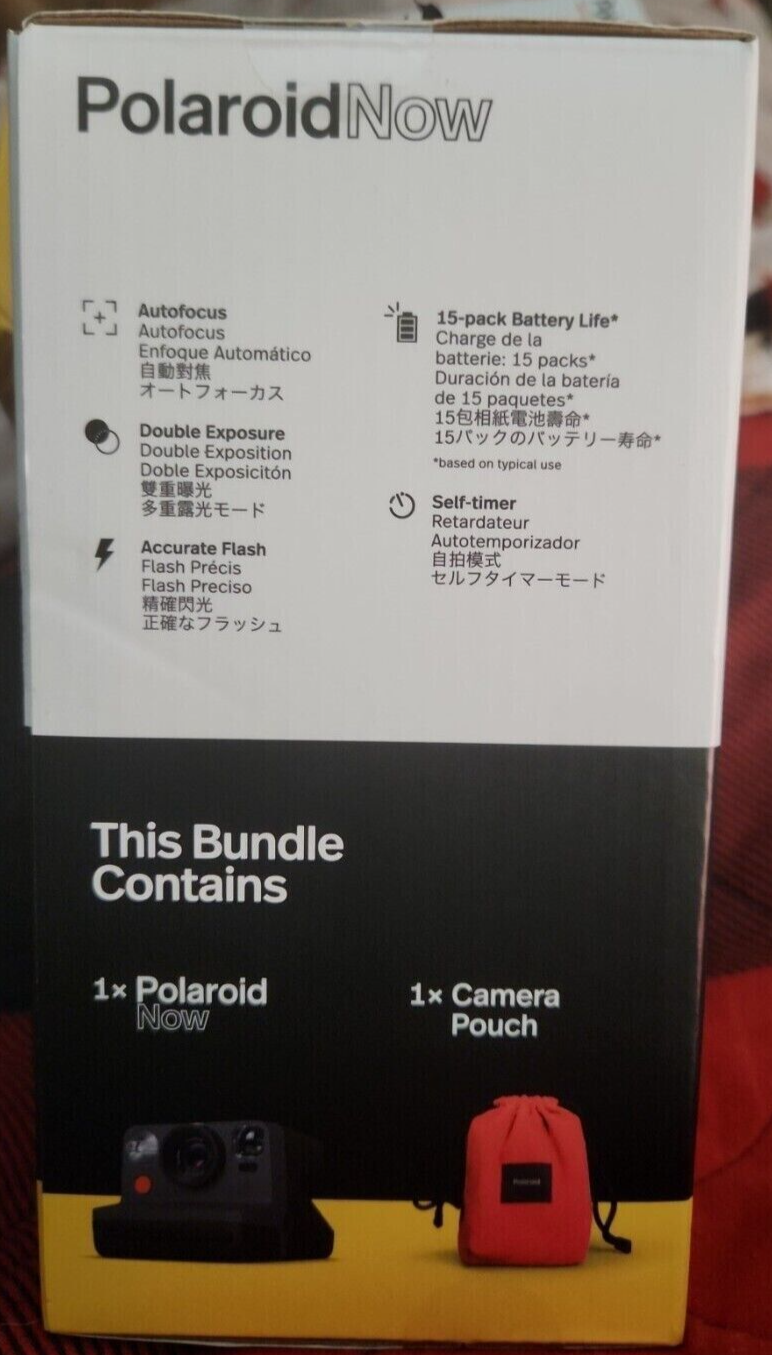 PolaroidNow
Autofocus
Autofocus
Enfoque Automático
自動對焦
オートフォーカス
Double Exposure
Double Exposition
Doble Exposicitón
雙重曝光
多重露光モード
Accurate Flash
Flash Précis
Flash Preciso
精確閃光
正確なフラッシュ
15-pack Battery Life*
Charge de la
batterie: 15 packs*
Duración de la batería
de 15 paquetes*
15包相紙電池壽命*
15パックのバッテリー寿命*
*based on typical use
Self-timer
Retardateur
Autotemporizador
自拍模式
セルフタイマーモード
This Bundle
Contains
1× Polaroid
Now
1× Camera
Pouch
Polaroid